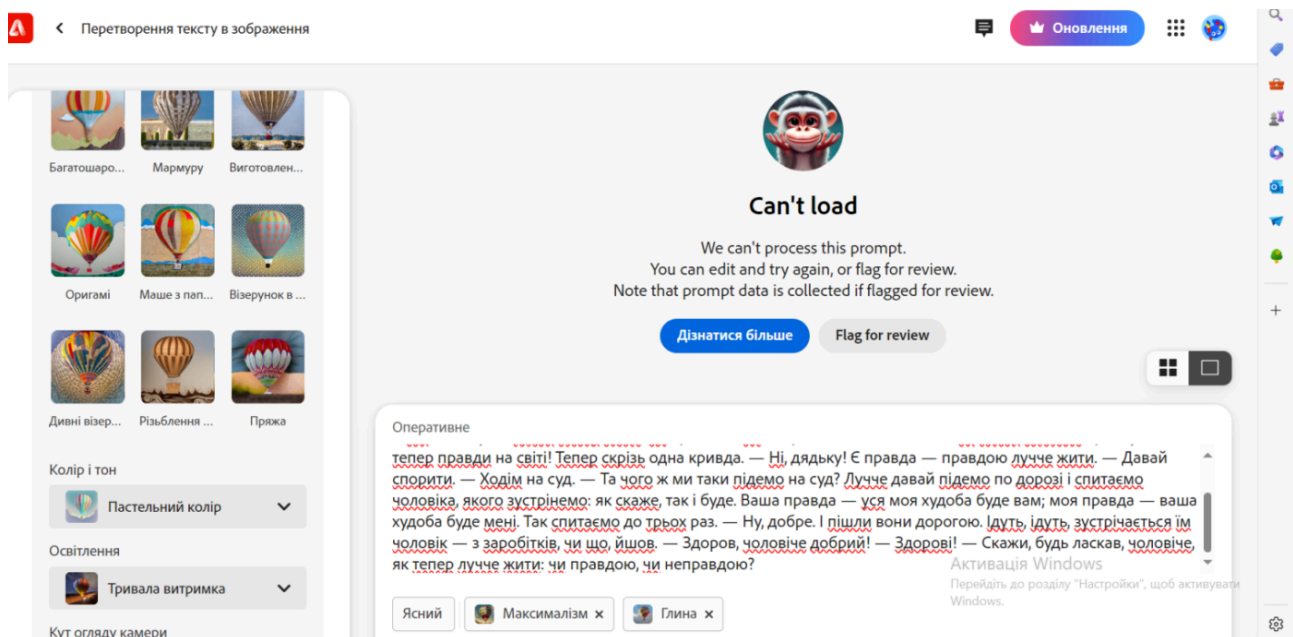 Перетворення тексту в зображення
Оновлення
Багатошаро...
Мармуру
Виготовлен...
Оригамі
Маше з пап...
Візерунок в ...
Дивні візер...
Різьблення ...
Пряжа
Колір і тон
Пастельний колір
Освітлення
Тривала витримка
Кут огляду камери
Can't load
We can't process this prompt.
You can edit and try again, or flag for review.
Note that prompt data is collected if flagged for review.
Дізнатися більше
Flag for review
Оперативне
тепер правди на світі! Тепер скрізь одна кривда. — Ні, дядьку! Є правда — правдою лучче жити. — Давай
спорити. — Ходім на суд. — Та чого ж ми таки підемо на суд? Лучче давай підемо по дорозі і спитаємо
чоловіка, якого зустрінемо: як скаже, так і буде. Ваша правда — уся моя худоба буде вам; моя правда — ваша
худоба буде мені. Так спитаємо до трьох раз. — Ну, добре. І пішли вони дорогою. Ідуть, ідуть, зустрічається їм
чоловік — з заробітків, чи що, йшов. — Здоров, чоловіче добрий! — Здорові! — Скажи, будь ласкав, чоловіче,
як тепер лучче жити: чи правдою, чи неправдою?
Активація Windows
Перейдіть до розділу "Настройки", щоб активувати
Windows.
Ясний
Максималізм ×
Глина ×